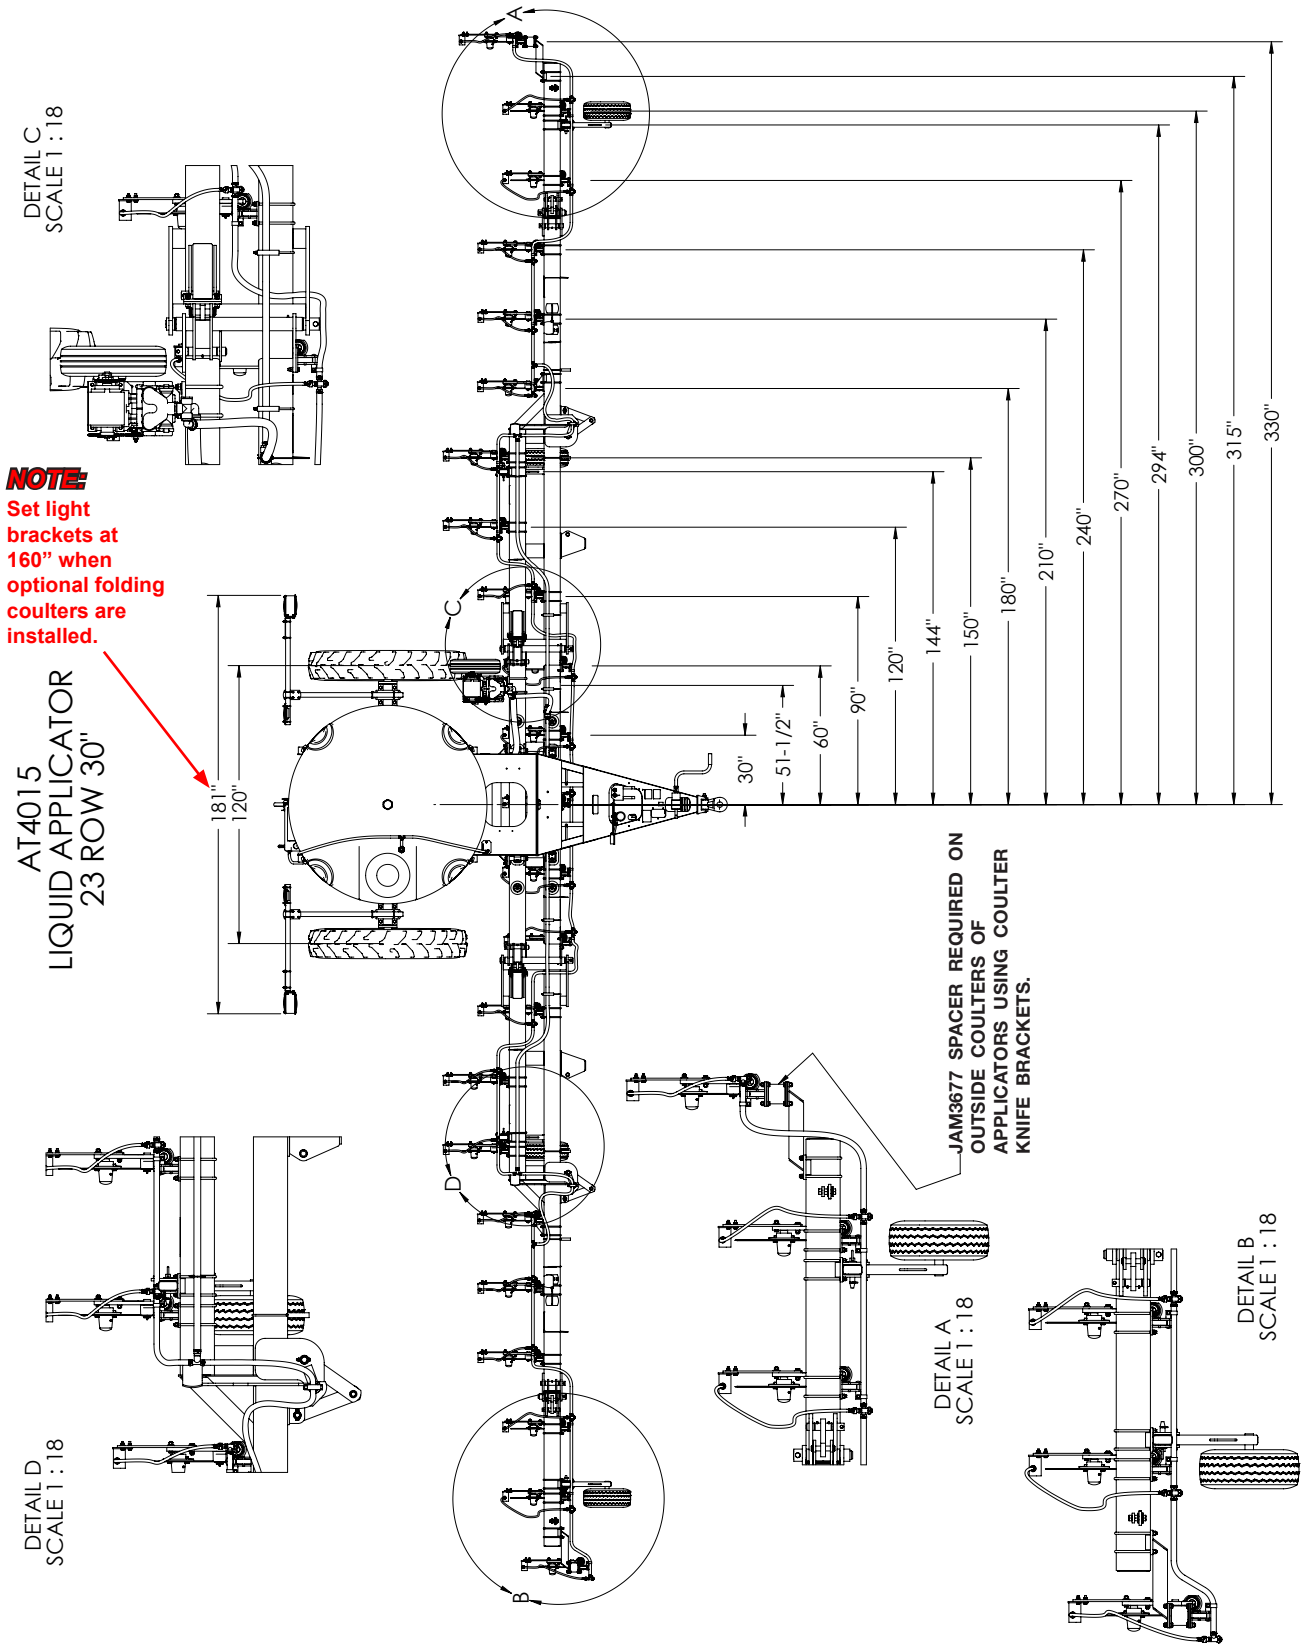 DETAIL C
SCALE 1 : 18
NOTE:
Set light
brackets at
160” when
optional folding
coulters are
installed.
AT4015
LIQUID APPLICATOR
23 ROW 30"
181"
120"
A
C
D
B
30"
51-1/2"
60"
90"
120"
144"
150"
180"
210"
240"
270"
294"
300"
315"
330"
JAM3677 SPACER REQUIRED ON
OUTSIDE COULTERS OF
APPLICATORS USING COULTER
KNIFE BRACKETS.
DETAIL D
SCALE 1 : 18
DETAIL A
SCALE 1 : 18
DETAIL B
SCALE 1 : 18